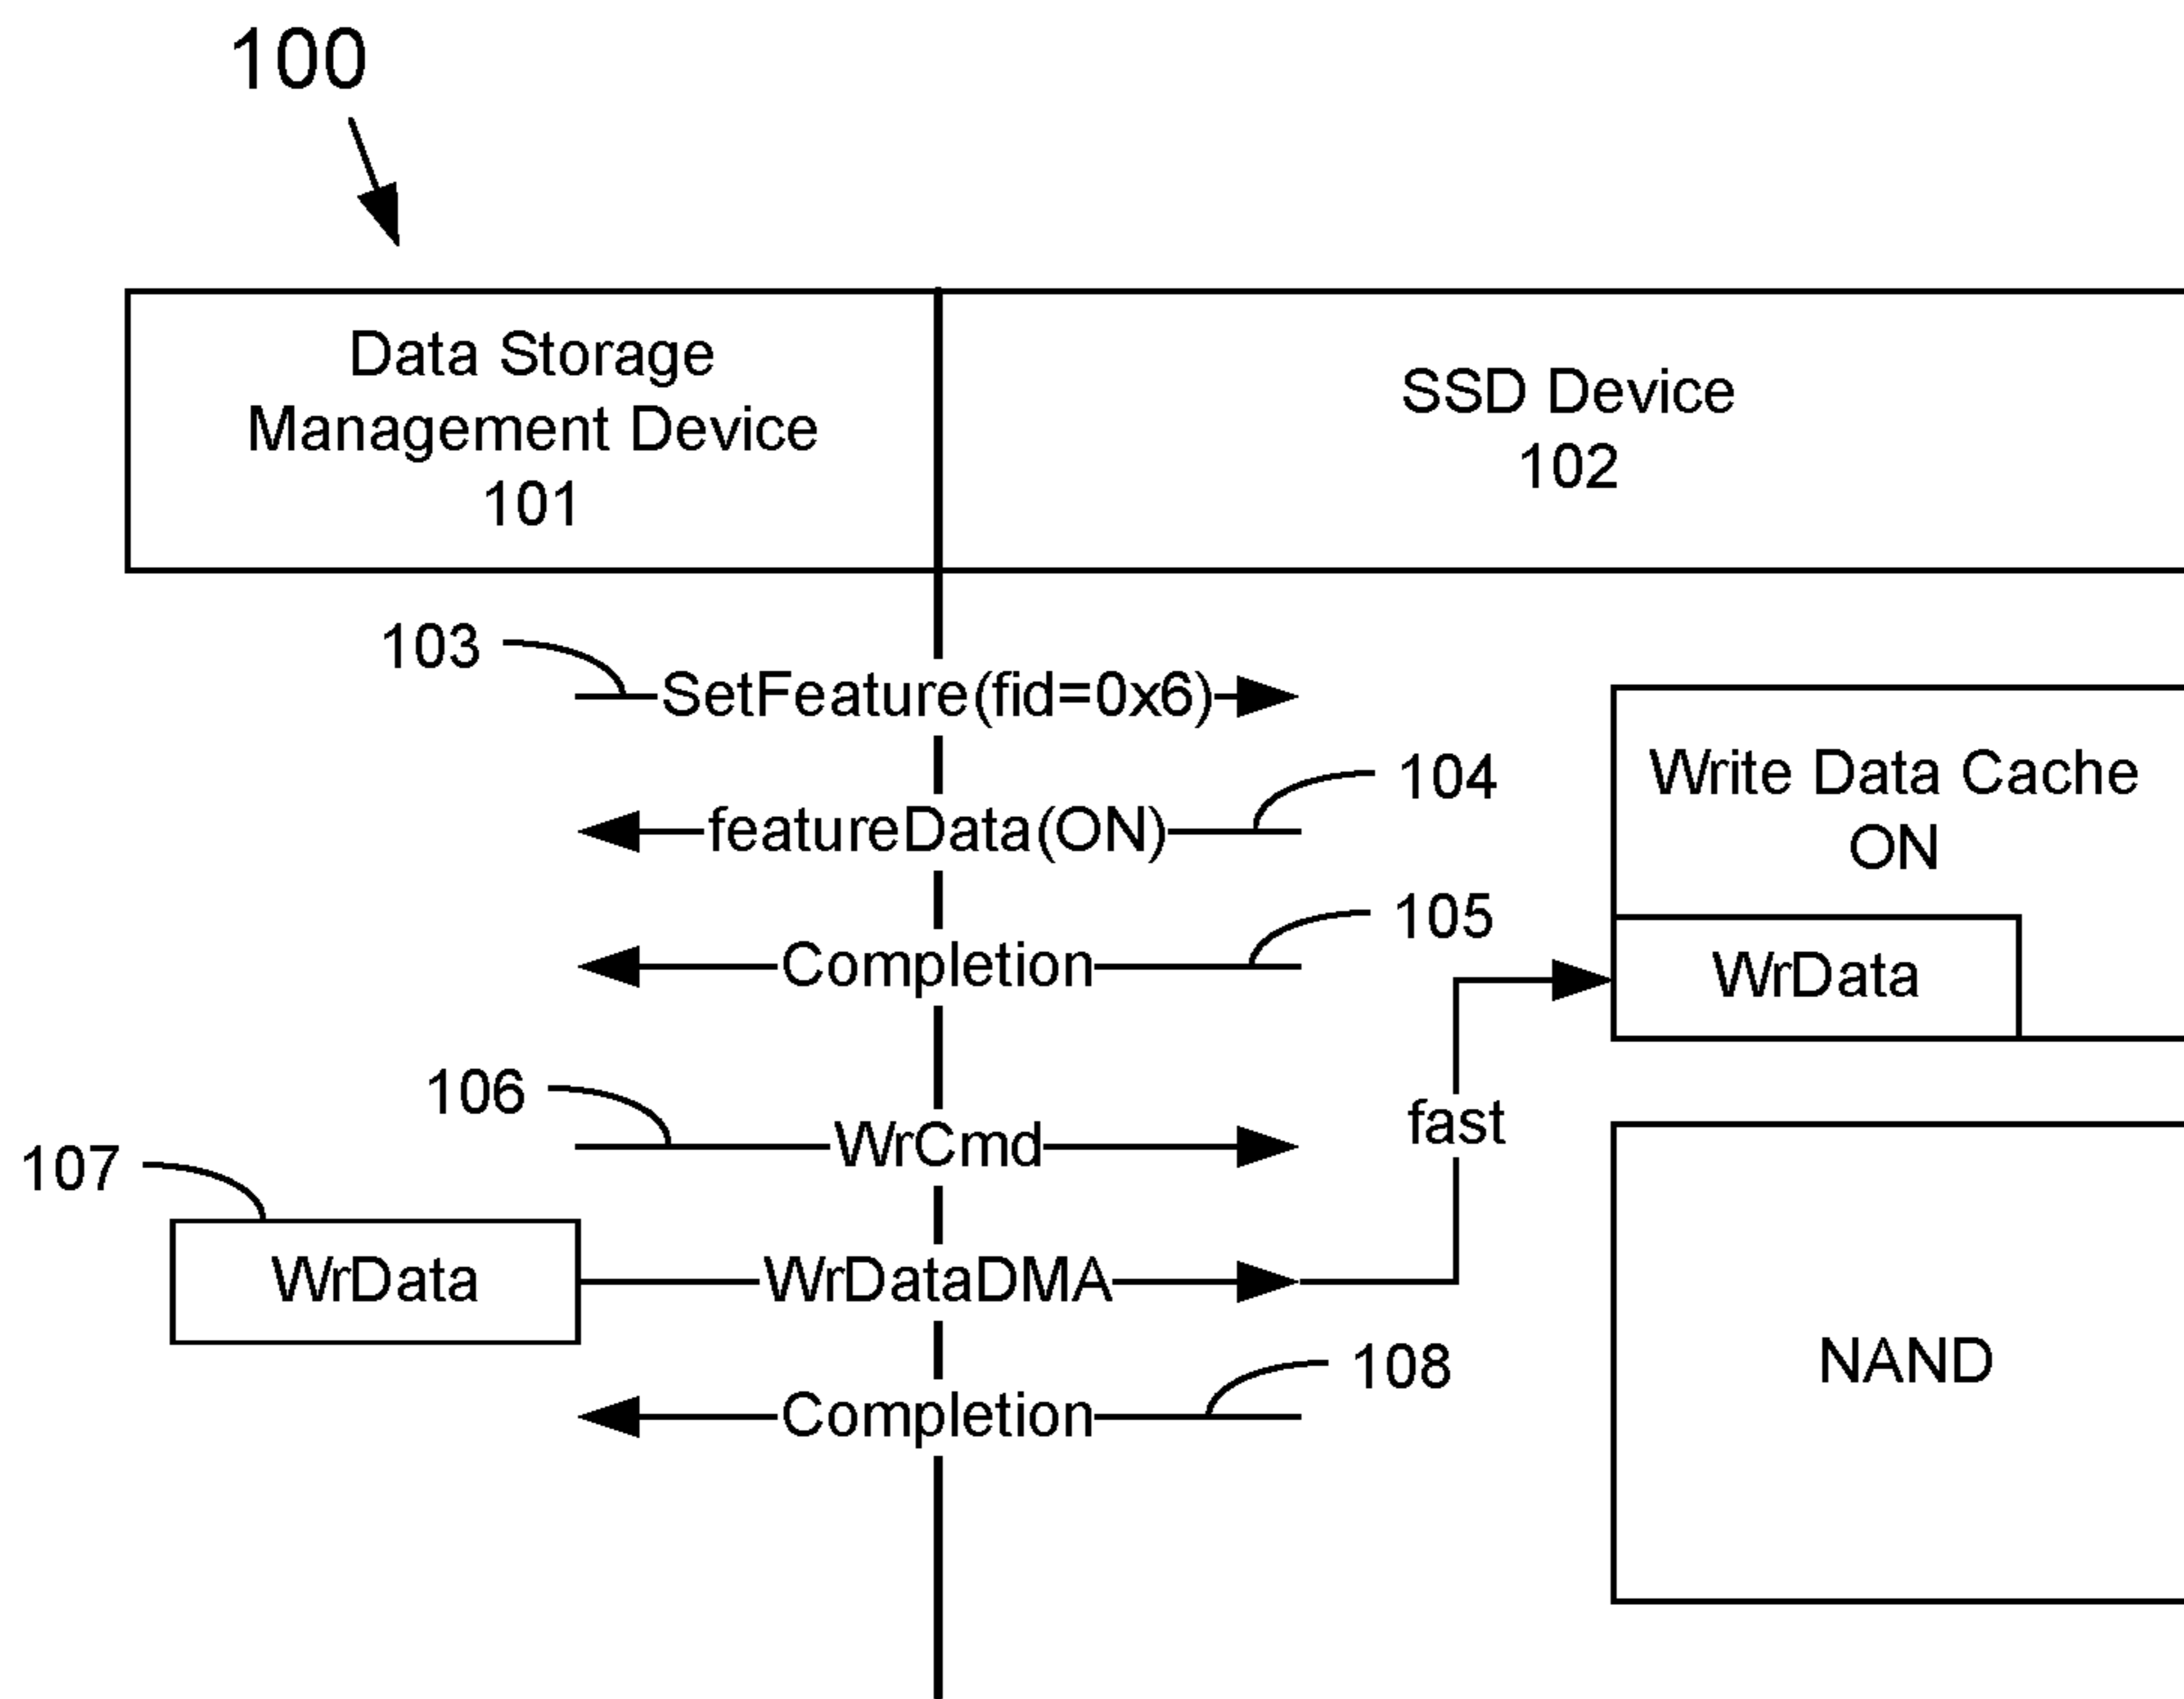 100
Data Storage
Management Device
101
SSD Device
102
103
SetFeature(fid=0x6)
104
featureData(ON)
105
Completion
Write Data Cache
ON
WrData
106
WrCmd
fast
107
WrData
WrDataDMA
108
Completion
NAND